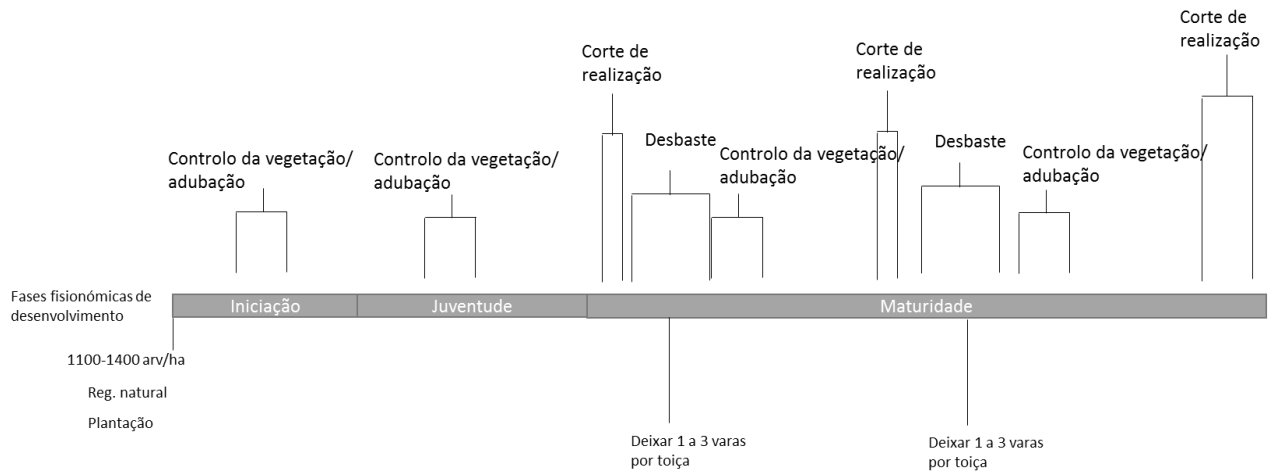 Corte de
realização
Corte de
realização
Corte de
realização
Desbaste
Desbaste
Controlo da vegetação/
adubação
Controlo da vegetação/
adubação
Controlo da vegetação/
adubação
Controlo da vegetação/
adubação
Fases fisionómicas de
desenvolvimento
Iniciação
Juventude
Maturidade
1100-1400 arv/ha
Reg. natural
Plantação
Deixar 1 a 3 varas
por toiça
Deixar 1 a 3 varas
por toiça